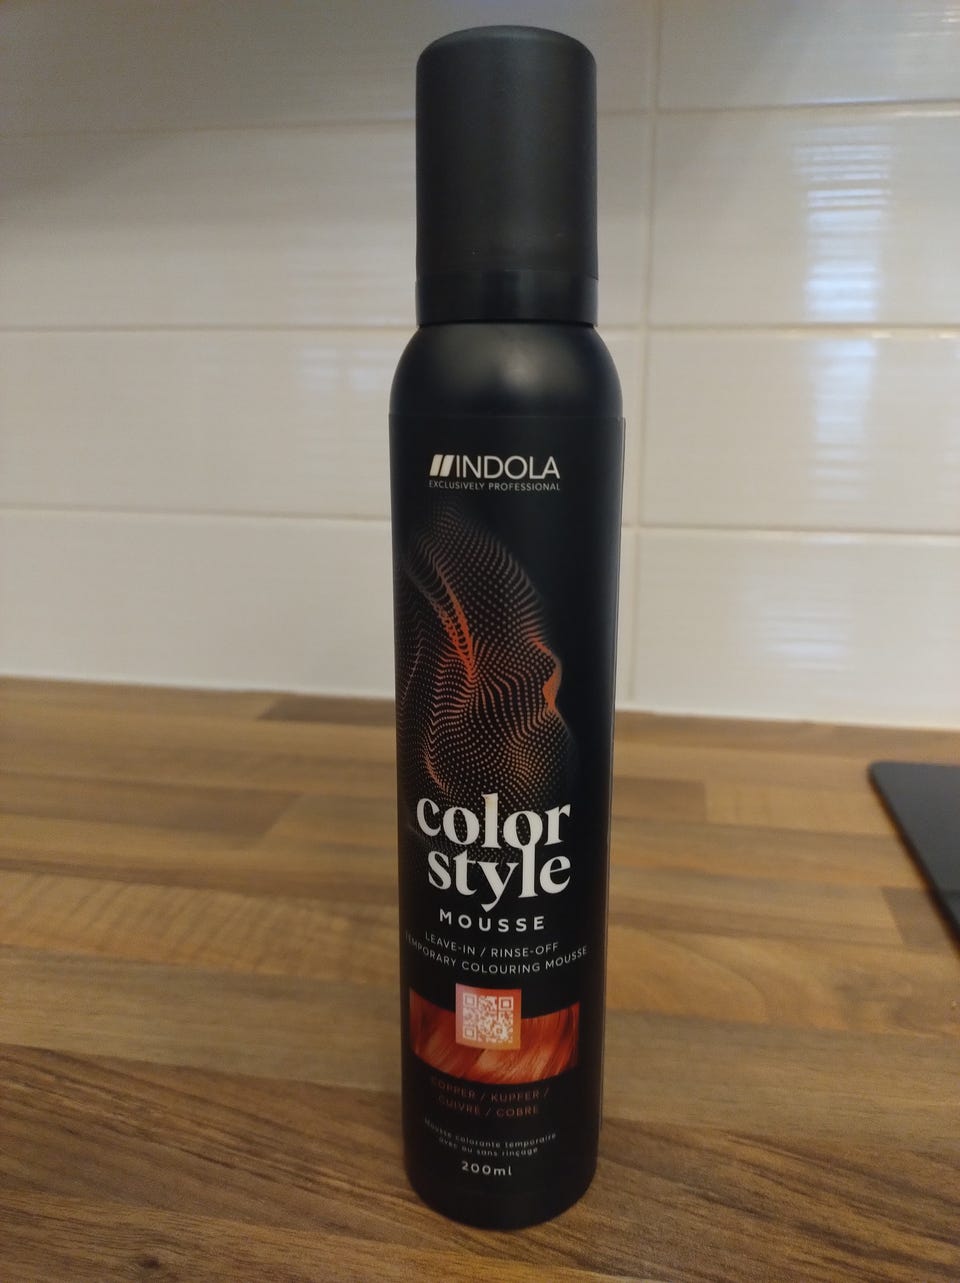 INDOLA
EXCLUSIVELY PROFESSIONAL
color
style
MOUSSE
LEAVE-IN / RINSE-OFF
TEMPORARY COLOURING MOUSSE
COPPER / KUPFER /
CUIVRE / COBRE
Mousse colorante temporaire
avec ou sans rinçage
200ml